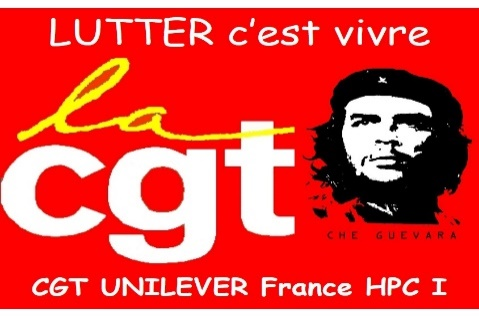 LUTTER c'est vivre
la
cgt
CHE GUEVARA
CGT UNILEVER France HPC I